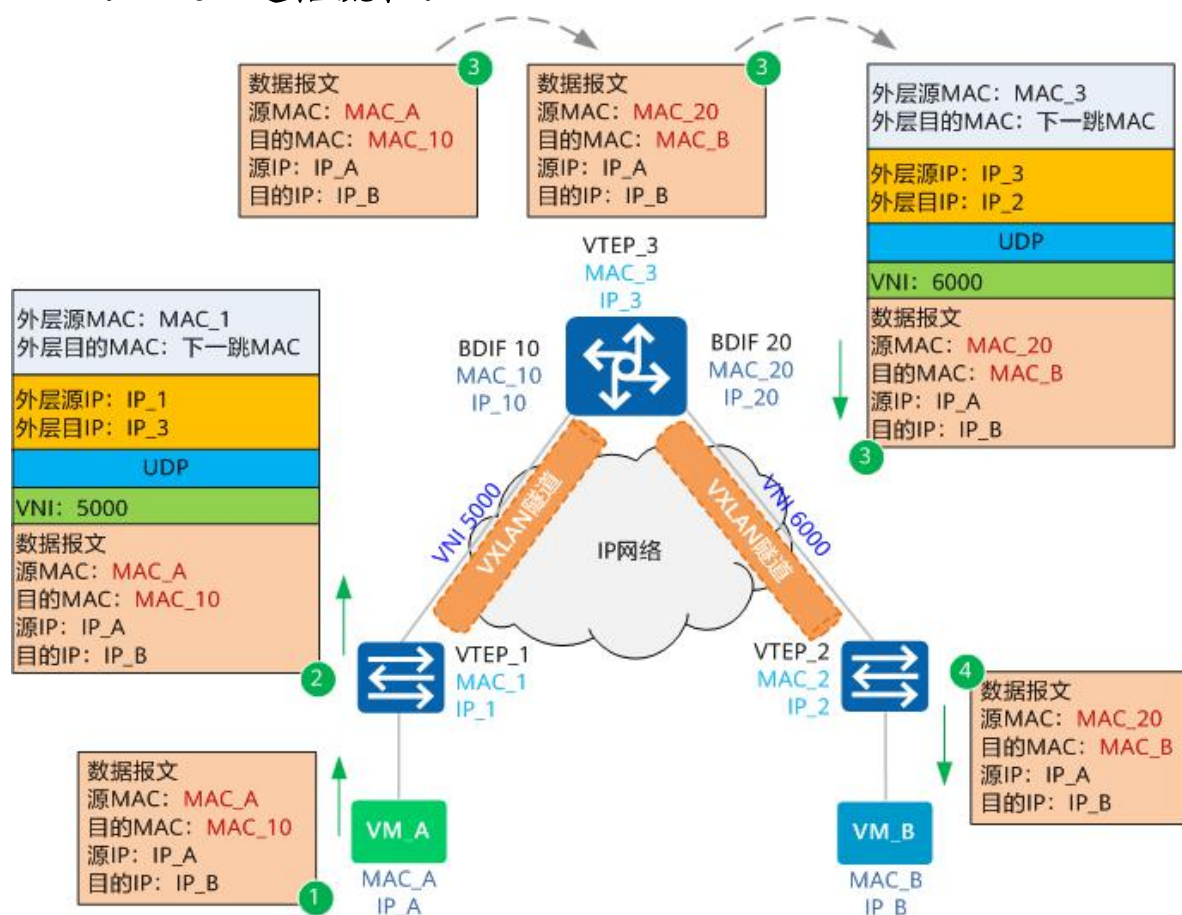 数据报文
源MAC：MAC_A
目的MAC：MAC_10
源IP：IP_A
目的IP：IP_B
3
数据报文
源MAC：MAC_20
目的MAC：MAC_B
源IP：IP_A
目的IP：IP_B
3
外层源MAC：MAC_3
外层目的MAC：下一跳MAC
外层源IP：IP_3
外层目IP：IP_2
UDP
VNI：6000
数据报文
源MAC：MAC_20
目的MAC：MAC_B
源IP：IP_A
目的IP：IP_B
3
VTEP_3
MAC_3
IP_3
BDIF 10
MAC_10
IP_10
BDIF 20
MAC_20
IP_20
外层源MAC：MAC_1
外层目的MAC：下一跳MAC
外层源IP：IP_1
外层目IP：IP_3
UDP
VNI：5000
数据报文
源MAC：MAC_A
目的MAC：MAC_10
源IP：IP_A
目的IP：IP_B
2
VNI 5000
VXLAN隧道
IP网络
VXLAN隧道
VNI 6000
VTEP_1
MAC_1
IP_1
VTEP_2
MAC_2
IP_2
4
数据报文
源MAC：MAC_20
目的MAC：MAC_B
源IP：IP_A
目的IP：IP_B
数据报文
源MAC：MAC_A
目的MAC：MAC_10
源IP：IP_A
目的IP：IP_B
1
VM_A
MAC_A
IP_A
VM_B
MAC_B
IP_B